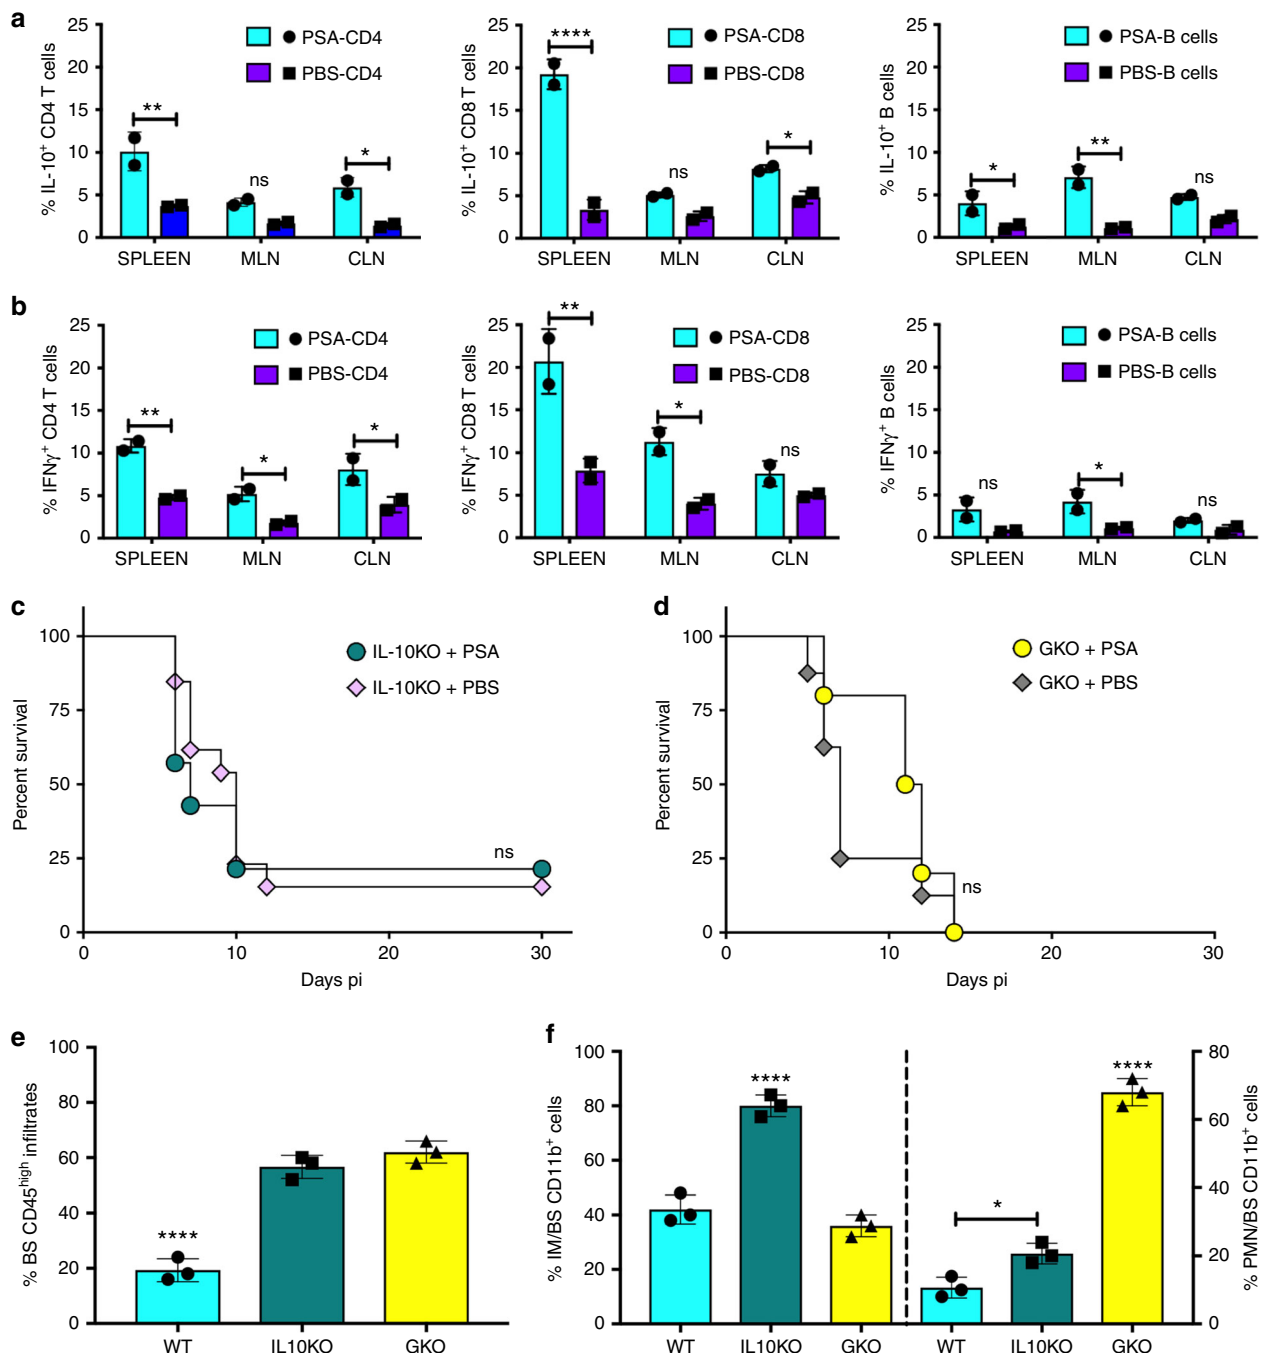 a
% IL-10⁺ CD4 T cells
25
20
15
10
5
0
PSA-CD4
PBS-CD4
**
ns
*
SPLEEN
MLN
CLN
% IL-10⁺ CD8 T cells
25
20
15
10
5
0
PSA-CD8
PBS-CD8
****
ns
*
SPLEEN
MLN
CLN
% IL-10⁺ B cells
25
20
15
10
5
0
PSA-B cells
PBS-B cells
*
**
ns
SPLEEN
MLN
CLN
b
% IFNγ⁺ CD4 T cells
25
20
15
10
5
0
PSA-CD4
PBS-CD4
**
*
*
SPLEEN
MLN
CLN
% IFNγ⁺ CD8 T cells
25
20
15
10
5
0
PSA-CD8
PBS-CD8
**
*
ns
SPLEEN
MLN
CLN
% IFNγ⁺ B cells
25
20
15
10
5
0
PSA-B cells
PBS-B cells
ns
*
ns
SPLEEN
MLN
CLN
c
Percent survival
100
75
50
25
0
IL-10KO + PSA
IL-10KO + PBS
ns
0
10
20
30
Days pi
d
Percent survival
100
75
50
25
0
GKO + PSA
GKO + PBS
ns
0
10
20
30
Days pi
e
% BS CD45ʰⁱᵍʰ infiltrates
100
80
60
40
20
0
****
WT
IL10KO
GKO
f
% IM/BS CD11b⁺ cells
100
80
60
40
20
0
****
*
****
WT
IL10KO
GKO
WT
IL10KO
GKO
80
60
40
20
0
% PMN/BS CD11b⁺ cells